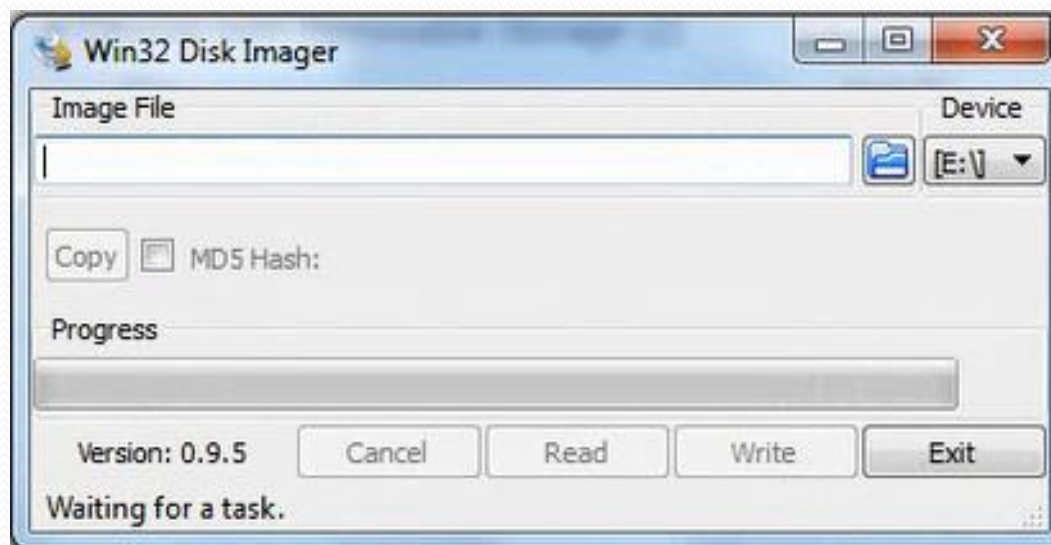 Win32 Disk Imager
Image File
Device
[E:\]
Copy
MD5 Hash:
Progress
Version: 0.9.5
Cancel
Read
Write
Exit
Waiting for a task.